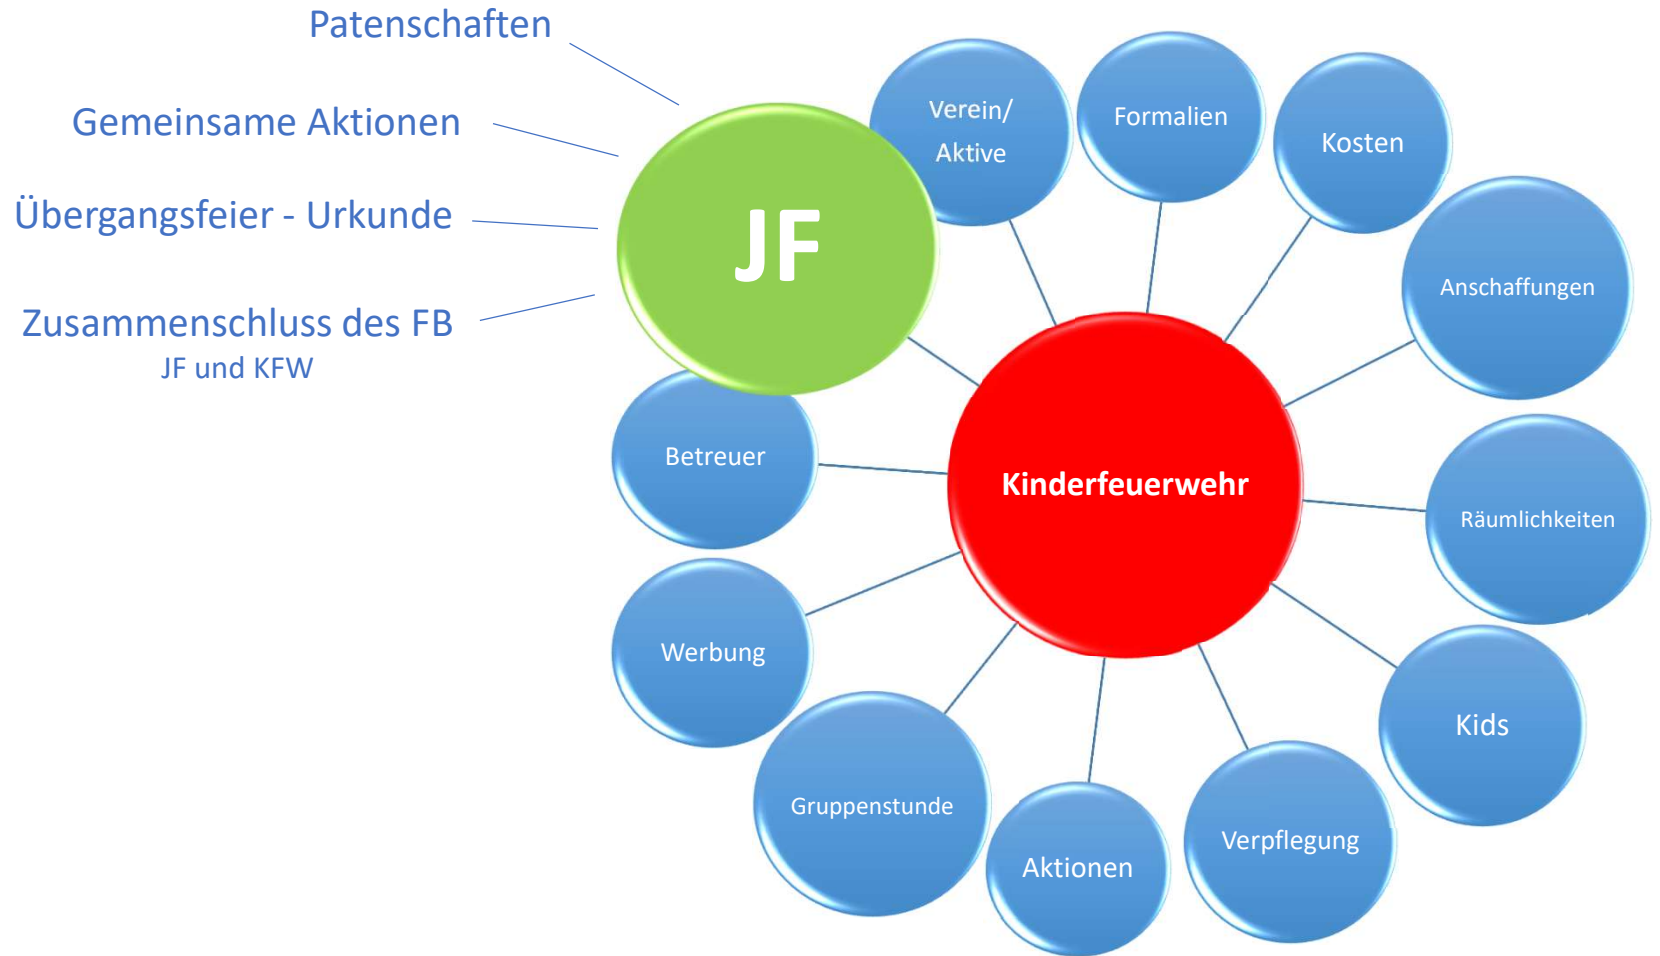 Patenschaften
Gemeinsame Aktionen
Übergangsfeier - Urkunde
Zusammenschluss des FB
JF und KFW
JF
Verein/
Aktive
Formalien
Kosten
Anschaffungen
Räumlichkeiten
Kids
Verpflegung
Aktionen
Gruppenstunde
Werbung
Betreuer
Kinderfeuerwehr